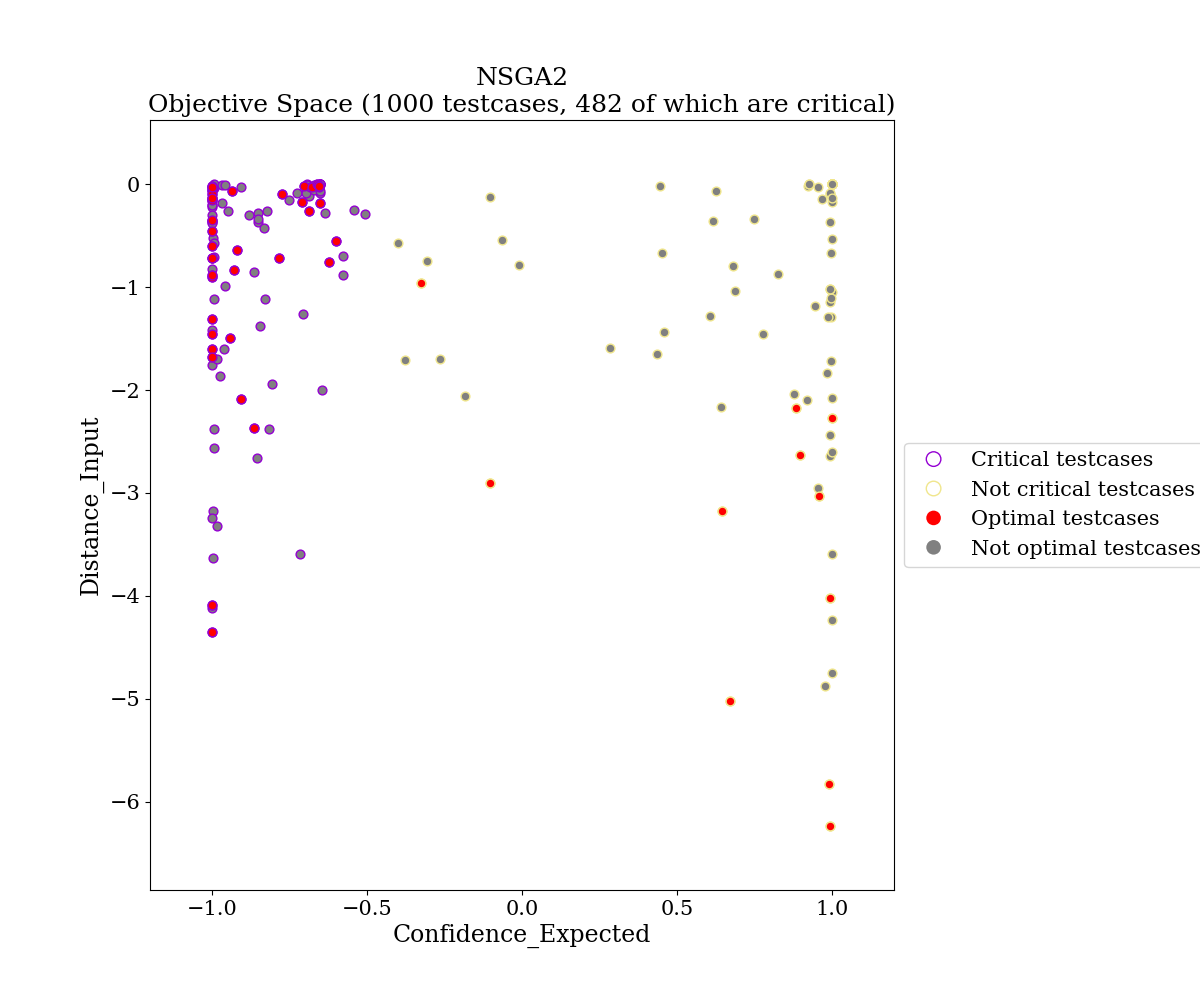 NSGA2
Objective Space (1000 testcases, 482 of which are critical)
0
−1
−2
−3
−4
−5
−6
Distance_Input
−1.0
−0.5
0.0
0.5
1.0
Confidence_Expected
Critical testcases
Not critical testcases
Optimal testcases
Not optimal testcases